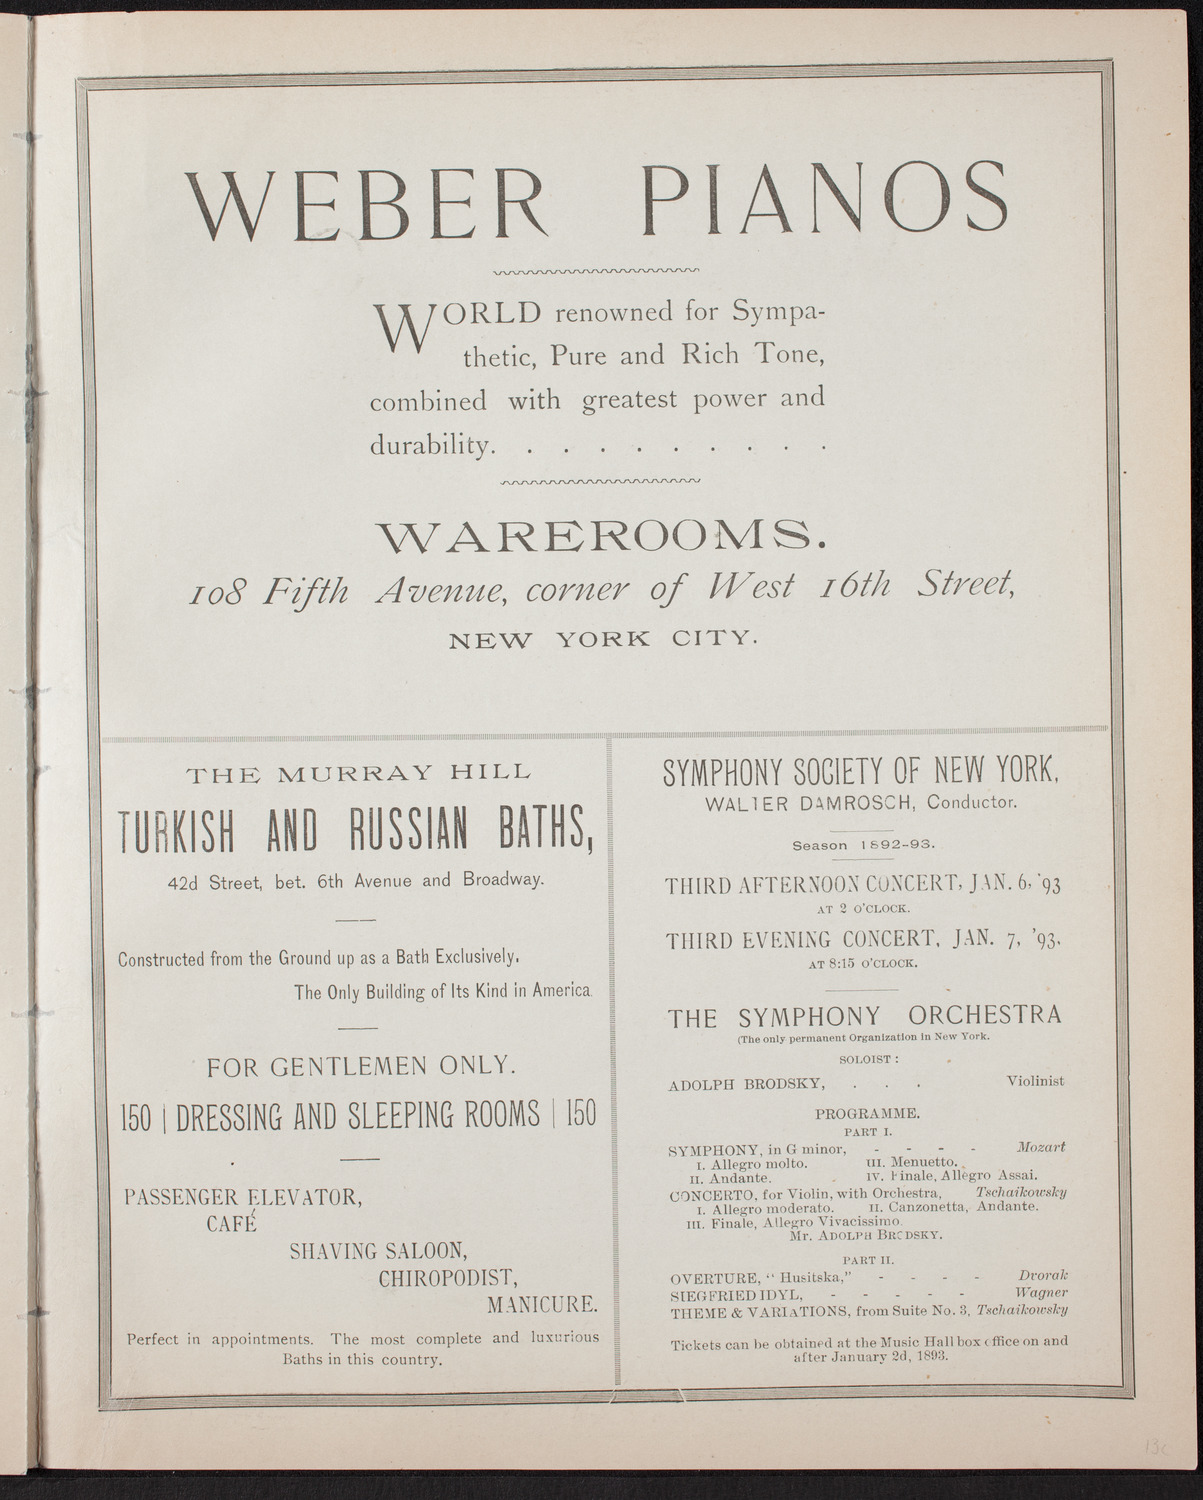 WEBER PIANOS
WORLD renowned for Sympa-
thetic, Pure and Rich Tone,
combined with greatest power and
durability. . . . . . . . . .
WAREROOMS.
108 Fifth Avenue, corner of West 16th Street,
NEW YORK CITY.
THE MURRAY HILL
TURKISH AND RUSSIAN BATHS,
42d Street, bet. 6th Avenue and Broadway.
Constructed from the Ground up as a Bath Exclusively.
The Only Building of Its Kind in America.
FOR GENTLEMEN ONLY.
150 | DRESSING AND SLEEPING ROOMS | 150
PASSENGER ELEVATOR,
CAFÉ
SHAVING SALOON,
CHIROPODIST,
MANICURE.
Perfect in appointments. The most complete and luxurious
Baths in this country.
SYMPHONY SOCIETY OF NEW YORK,
WALTER DAMROSCH, Conductor.
Season 1892-93.
THIRD AFTERNOON CONCERT, JAN. 6, '93
AT 2 O'CLOCK.
THIRD EVENING CONCERT, JAN. 7, '93.
AT 8:15 O'CLOCK.
THE SYMPHONY ORCHESTRA
(The only permanent Organization in New York.
SOLOIST:
ADOLPH BRODSKY, . . . Violinist
PROGRAMME.
PART I.
SYMPHONY, in G minor, - - - - Mozart
I. Allegro molto. III. Menuetto.
II. Andante. IV. Finale, Allegro Assai.
CONCERTO, for Violin, with Orchestra, Tschaikowsky
I. Allegro moderato. II. Canzonetta, Andante.
III. Finale, Allegro Vivacissimo.
Mr. ADOLPH BRODSKY.
PART II.
OVERTURE, "Husitska," - - - - Dvorak
SIEGFRIED IDYL, - - - - - Wagner
THEME & VARIATIONS, from Suite No. 3, Tschaikowsky
Tickets can be obtained at the Music Hall box office on and
after January 2d, 1893.
13c